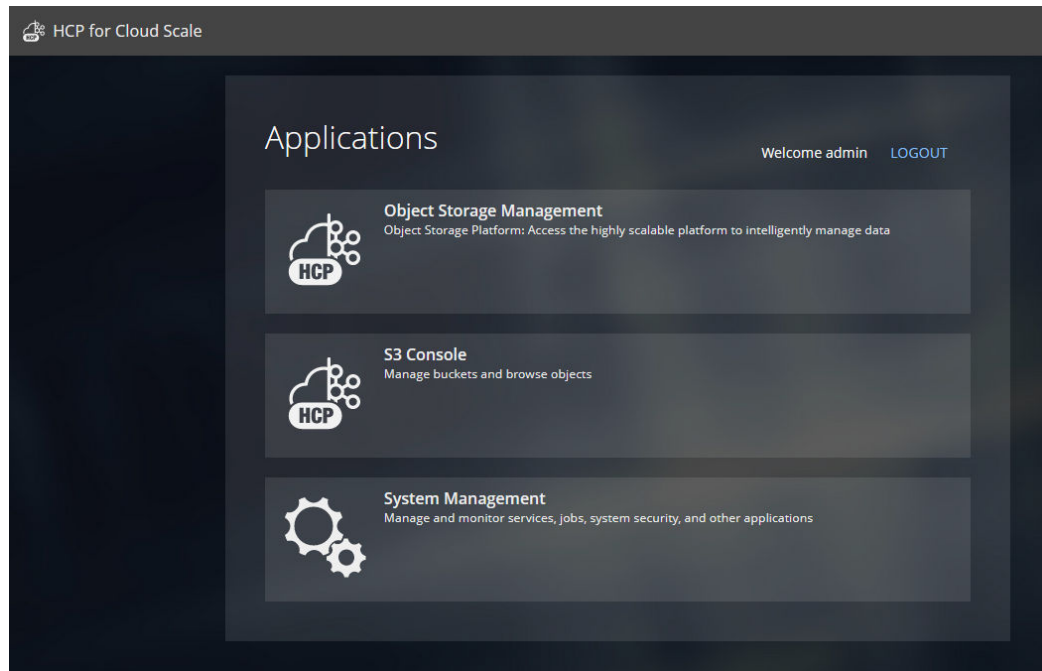 HCP for Cloud Scale
Applications
Welcome admin LOGOUT
Object Storage Management
Object Storage Platform: Access the highly scalable platform to intelligently manage data
HCP
S3 Console
Manage buckets and browse objects
HCP
System Management
Manage and monitor services, jobs, system security, and other applications